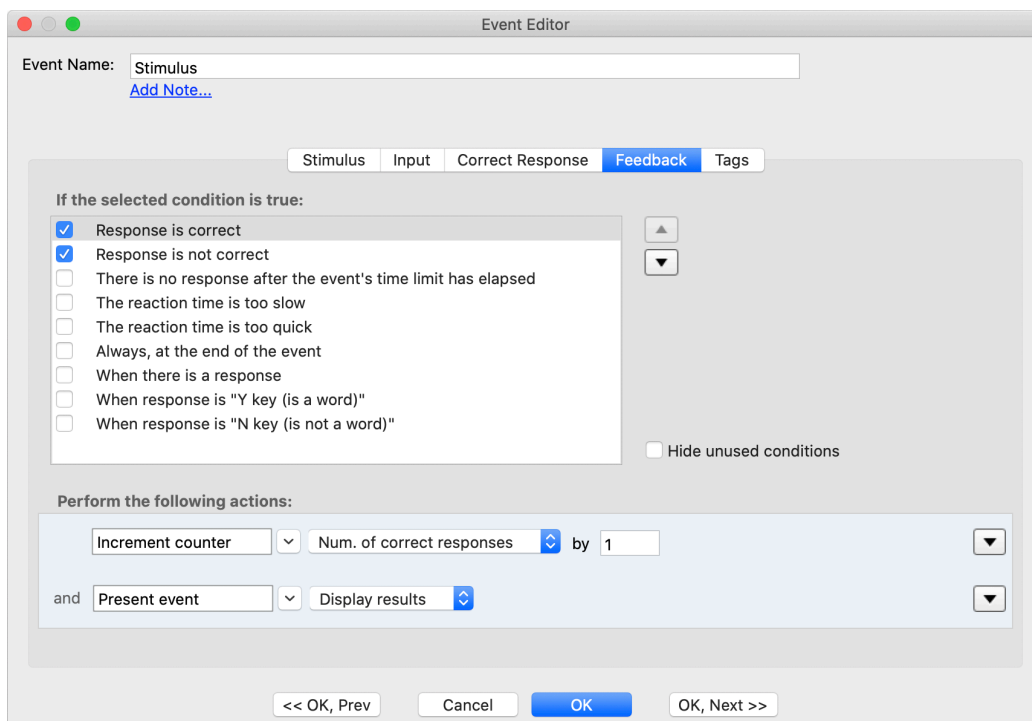 Event Editor
Event Name: Stimulus
Add Note...
Stimulus Input Correct Response Feedback Tags
If the selected condition is true:
Response is correct
Response is not correct
There is no response after the event's time limit has elapsed
The reaction time is too slow
The reaction time is too quick
Always, at the end of the event
When there is a response
When response is "Y key (is a word)"
When response is "N key (is not a word)"
Hide unused conditions
Perform the following actions:
Increment counter Num. of correct responses by 1
and Present event Display results
<< OK, Prev Cancel OK OK, Next >>